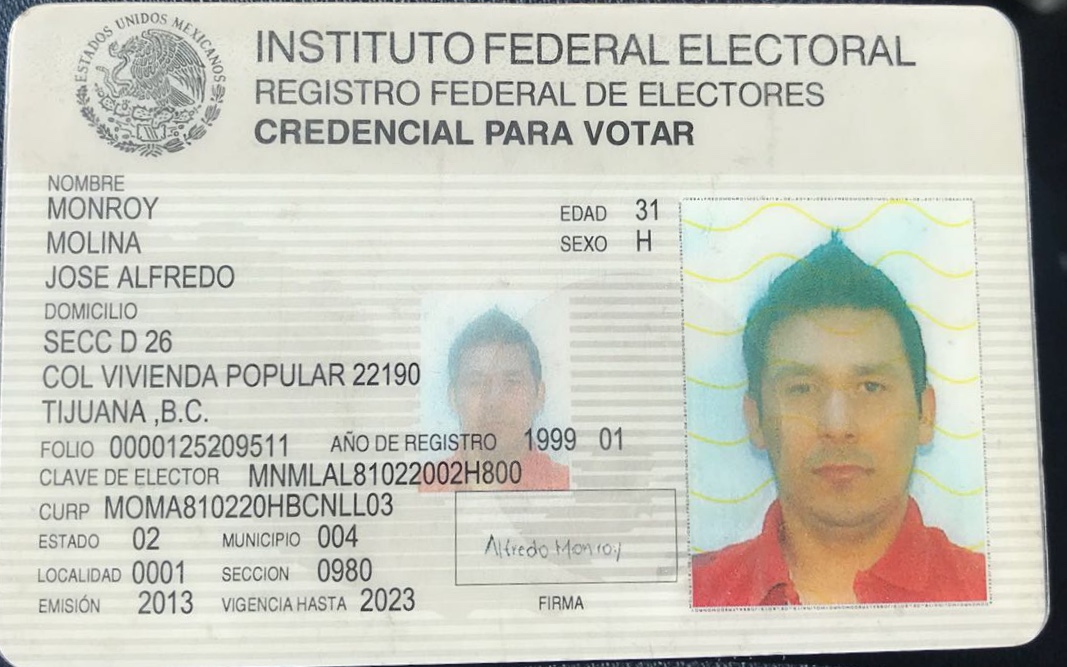 ESTADOS UNIDOS MEXICANOS
INSTITUTO FEDERAL ELECTORAL
REGISTRO FEDERAL DE ELECTORES
CREDENCIAL PARA VOTAR
NOMBRE
MONROY
MOLINA
JOSE ALFREDO
EDAD 31
SEXO H
DOMICILIO
SECC D 26
COL VIVIENDA POPULAR 22190
TIJUANA ,B.C.
FOLIO 0000125209511 AÑO DE REGISTRO 1999 01
CLAVE DE ELECTOR MNMLAL81022002H800
CURP MOMA810220HBCNLL03
ESTADO 02 MUNICIPIO 004
LOCALIDAD 0001 SECCION 0980
EMISIÓN 2013 VIGENCIA HASTA 2023
Alfredo Monroy
FIRMA